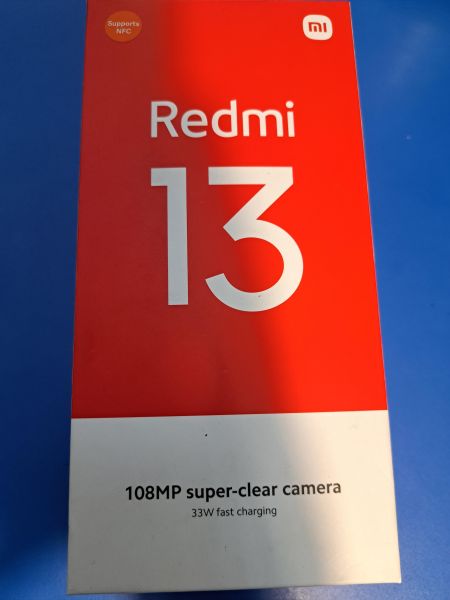 Supports
NFC
mi
Redmi
13
108MP super-clear camera
33W fast charging